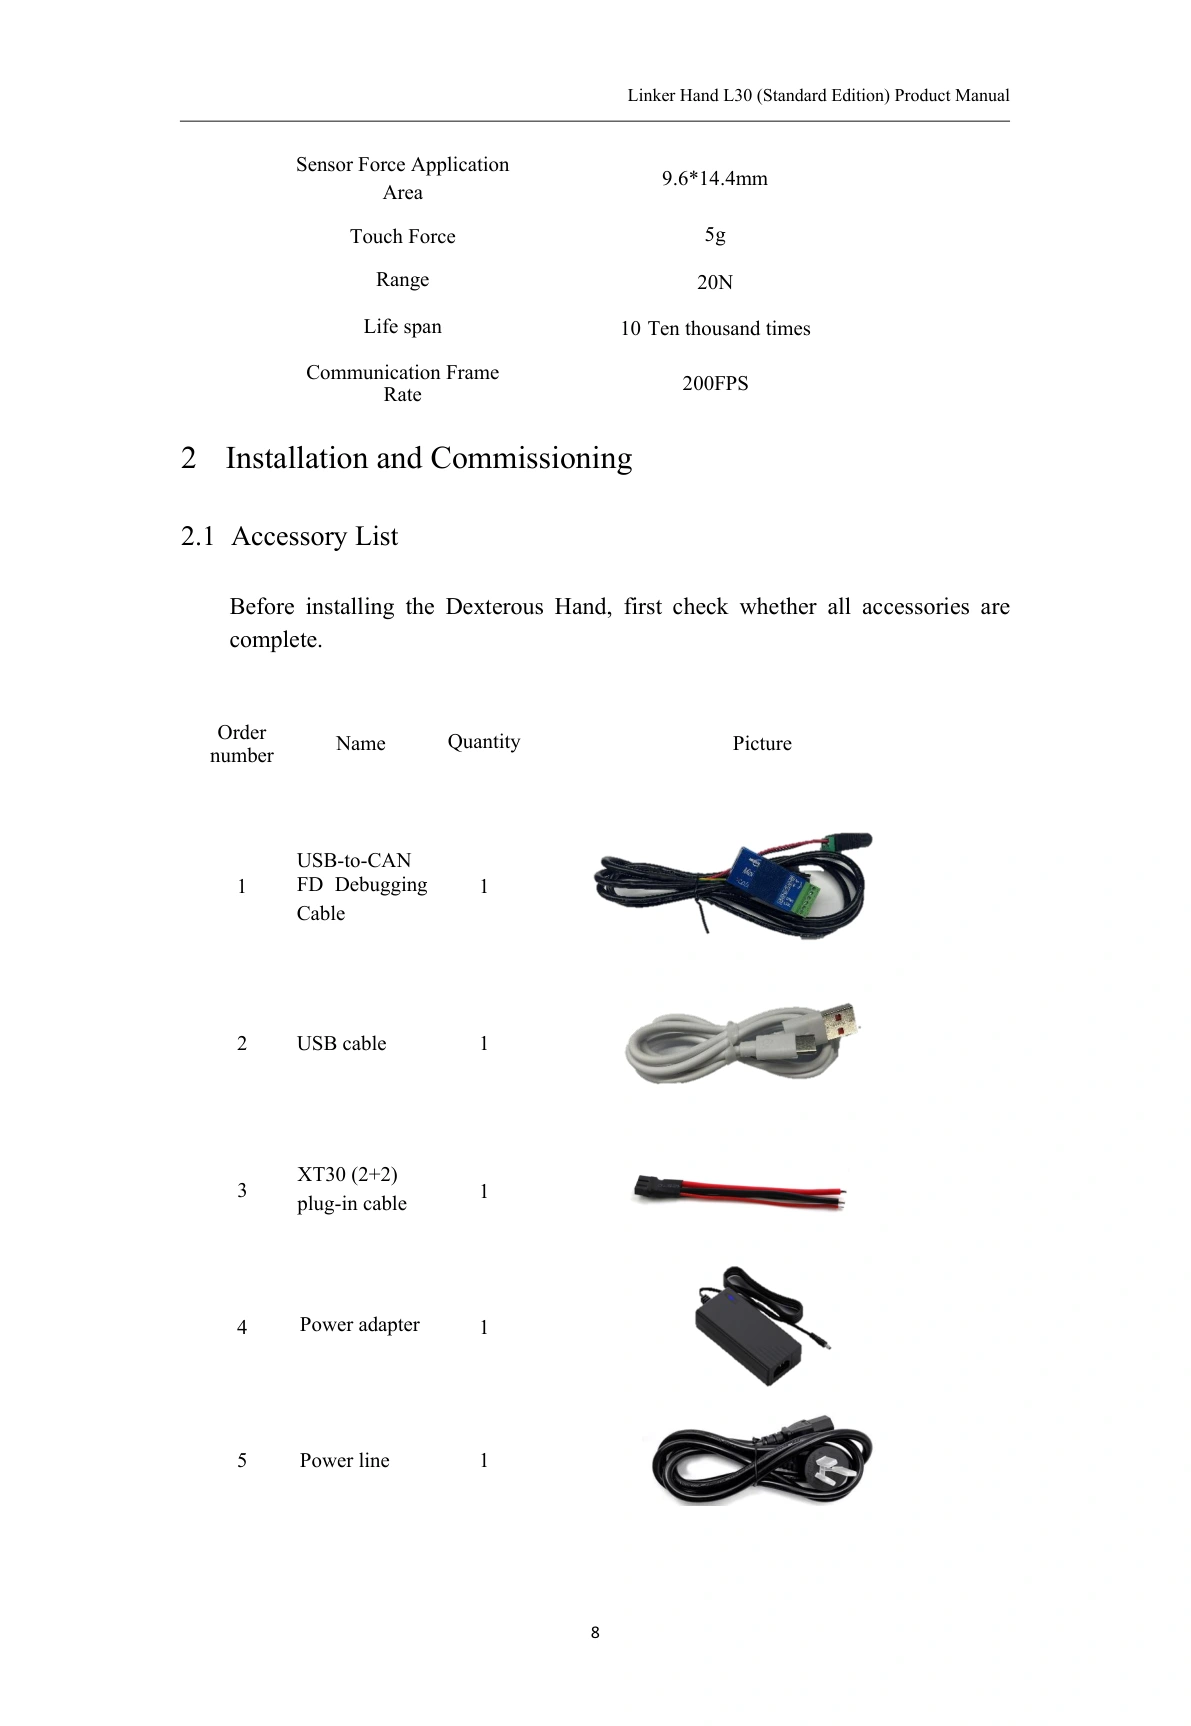 Linker Hand L30 (Standard Edition) Product Manual
Sensor Force Application
Area
9.6*14.4mm
Touch Force
5g
Range
20N
Life span
10 Ten thousand times
Communication Frame
Rate
200FPS
2 Installation and Commissioning
2.1 Accessory List
Before installing the Dexterous Hand, first check whether all accessories are
complete.
Order
number
Name
Quantity
Picture
1
USB-to-CAN
FD Debugging
Cable
1
2
USB cable
1
3
XT30 (2+2)
plug-in cable
1
4
Power adapter
1
5
Power line
1
8